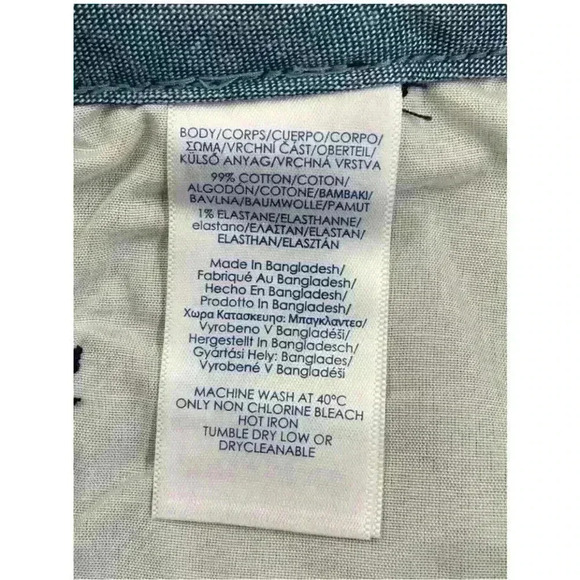 BODY/CORPS/CUERPO/CORPO/
ΣΩΜΑ/VRCHNÍ ČÁST/OBERTEIL/
KÜLSŐ ANYAG/VRCHNÁ VRSTVA
99% COTTON/COTON/
ALGODÓN/COTONE/ΒΑΜΒΑΚΙ/
BAVLNA/BAUMWOLLE/PAMUT
1% ELASTANE/ELASTHANNE/
elastano/ΕΛΑΣΤΑΝ/ELASTAN/
ELASTHAN/ELASZTÁN
Made In Bangladesh/
Fabriqué Au Bangladesh/
Hecho En Bangladesh/
Prodotto In Bangladesh/
Χωρα Κατασκευησ: Μπαγκλαντεσ/
Vyrobeno V Bangladéši/
Hergestellt In Bangladesch/
Gyártási Hely: Banglades/
Vyrobené V Bangladéši
MACHINE WASH AT 40°C
ONLY NON CHLORINE BLEACH
HOT IRON
TUMBLE DRY LOW OR
DRYCLEANABLE